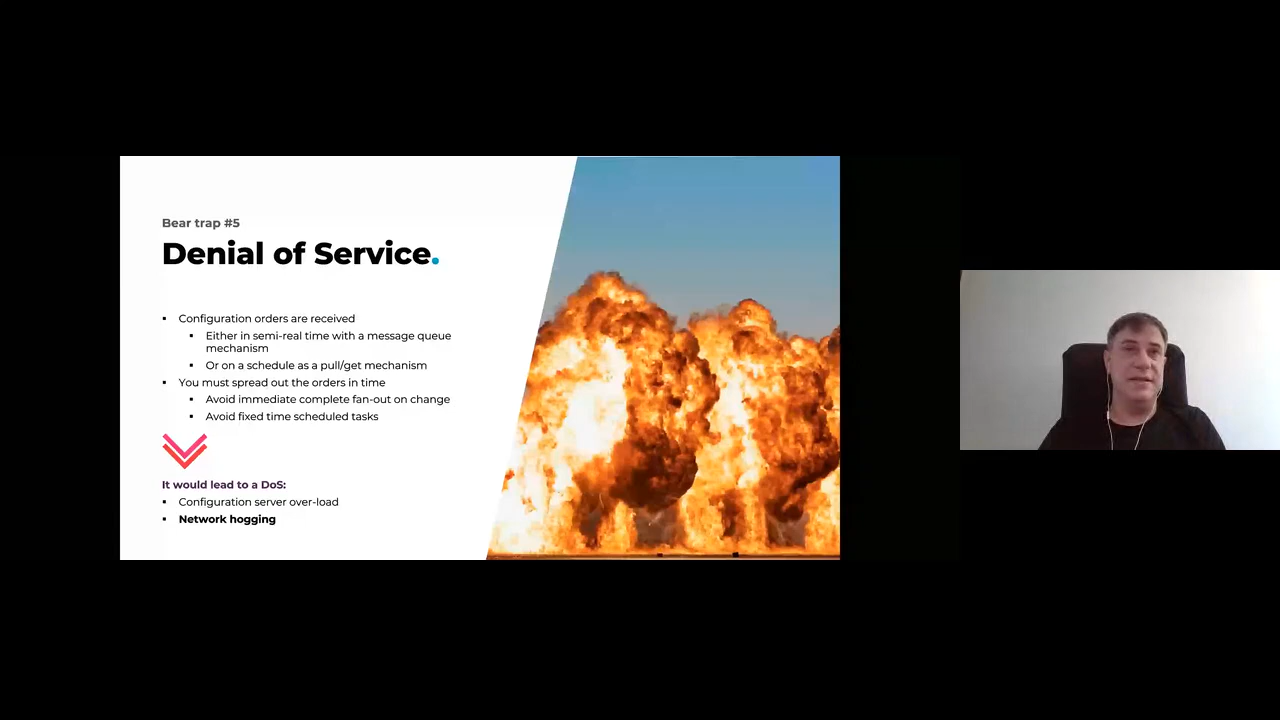 Bear trap #5
Denial of Service.
▪ Configuration orders are received
▪ Either in semi-real time with a message queue
mechanism
▪ Or on a schedule as a pull/get mechanism
▪ You must spread out the orders in time
▪ Avoid immediate complete fan-out on change
▪ Avoid fixed time scheduled tasks
It would lead to a DoS:
▪ Configuration server over-load
▪ Network hogging